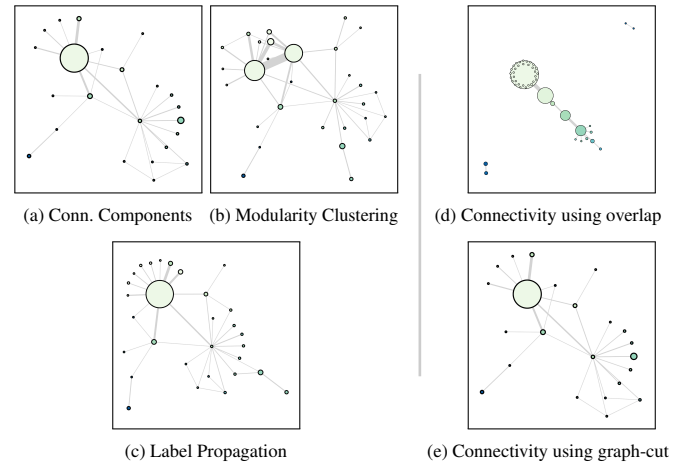 (a) Conn. Components
(b) Modularity Clustering
(d) Connectivity using overlap
(c) Label Propagation
(e) Connectivity using graph-cut